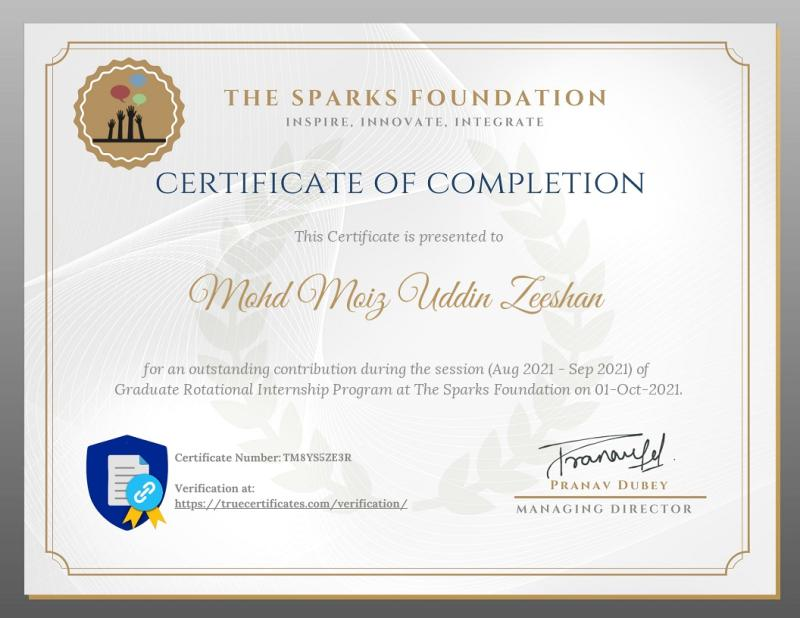 THE SPARKS FOUNDATION
INSPIRE, INNOVATE, INTEGRATE
CERTIFICATE OF COMPLETION
This Certificate is presented to
Mohd Moiz Uddin Zeeshan
for an outstanding contribution during the session (Aug 2021 - Sep 2021) of
Graduate Rotational Internship Program at The Sparks Foundation on 01-Oct-2021.
Certificate Number: TM8YS5ZE3R
Verification at:
https://truecertificates.com/verification/
Pranaufel.
PRANAV DUBEY
MANAGING DIRECTOR